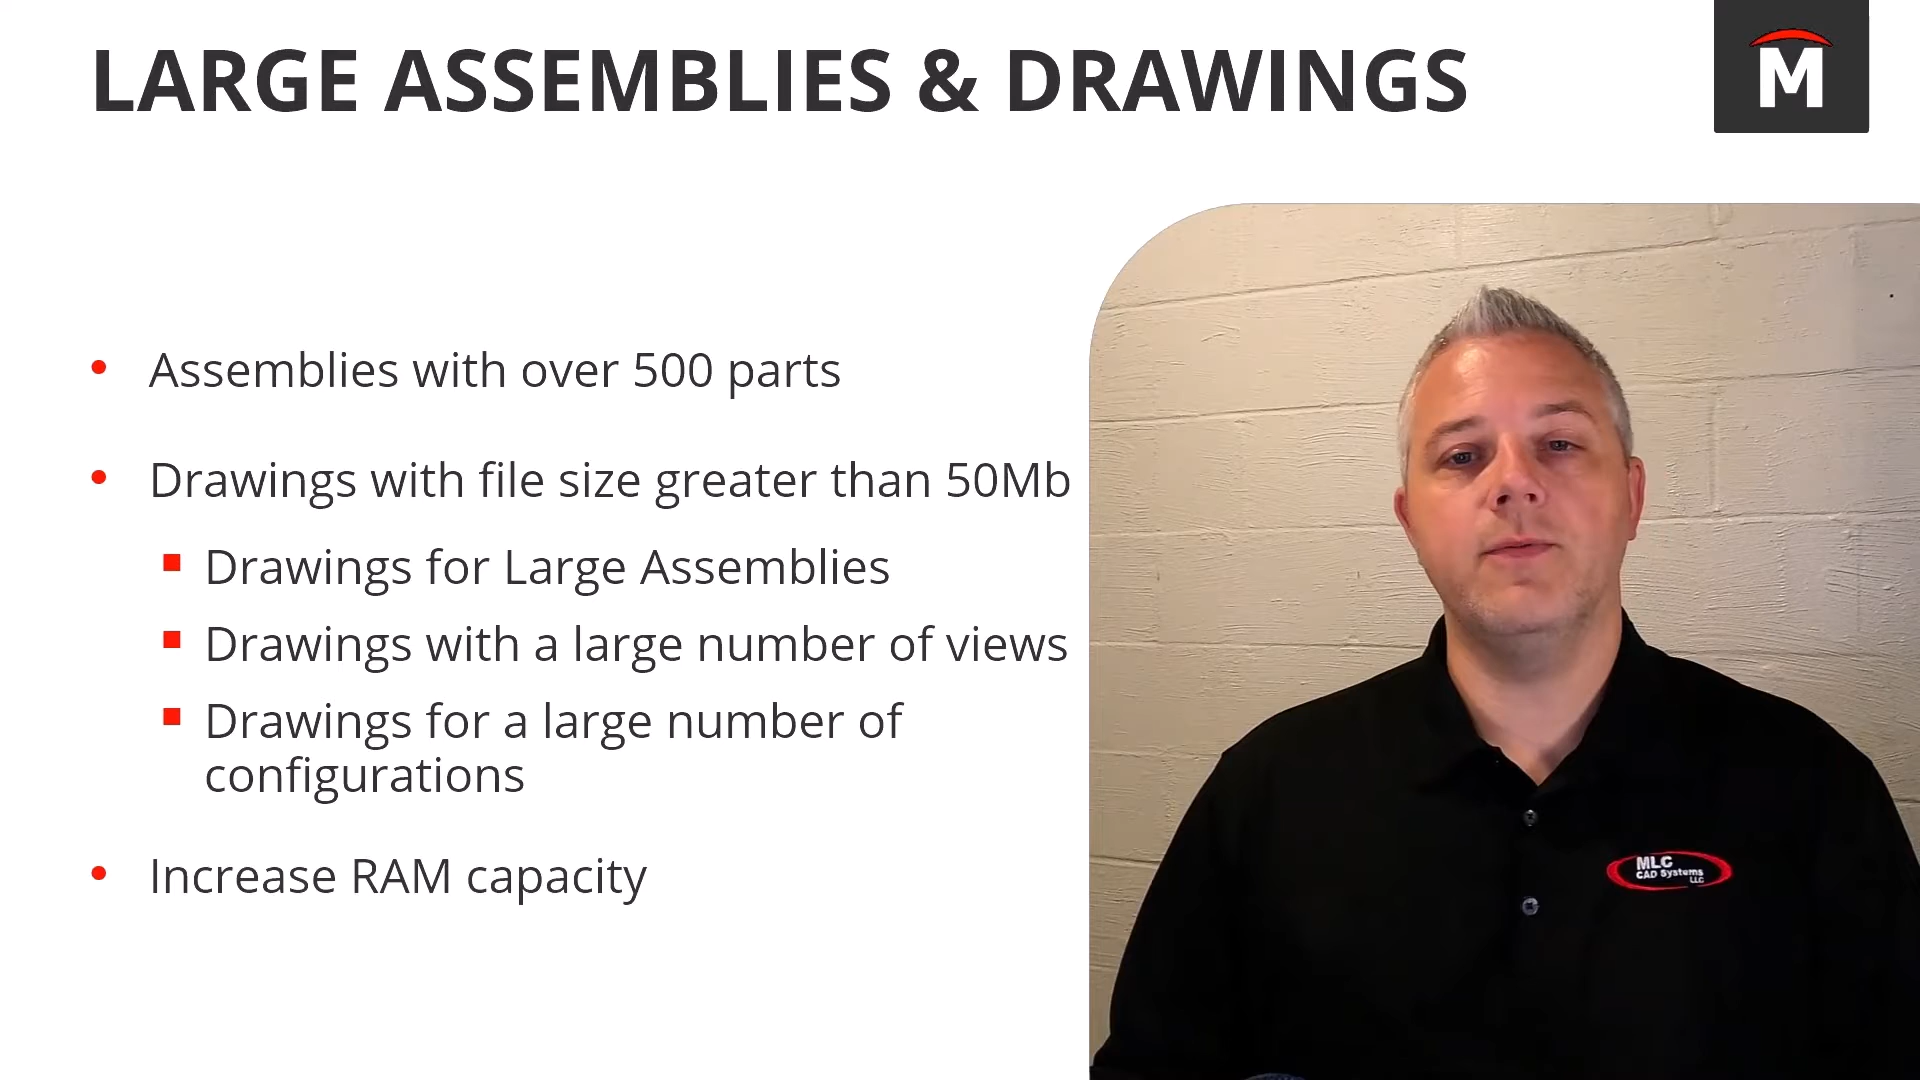 LARGE ASSEMBLIES & DRAWINGS
M
• Assemblies with over 500 parts
• Drawings with file size greater than 50Mb
▪ Drawings for Large Assemblies
▪ Drawings with a large number of views
▪ Drawings for a large number of
configurations
• Increase RAM capacity
MLC
CAD Systems
LLC